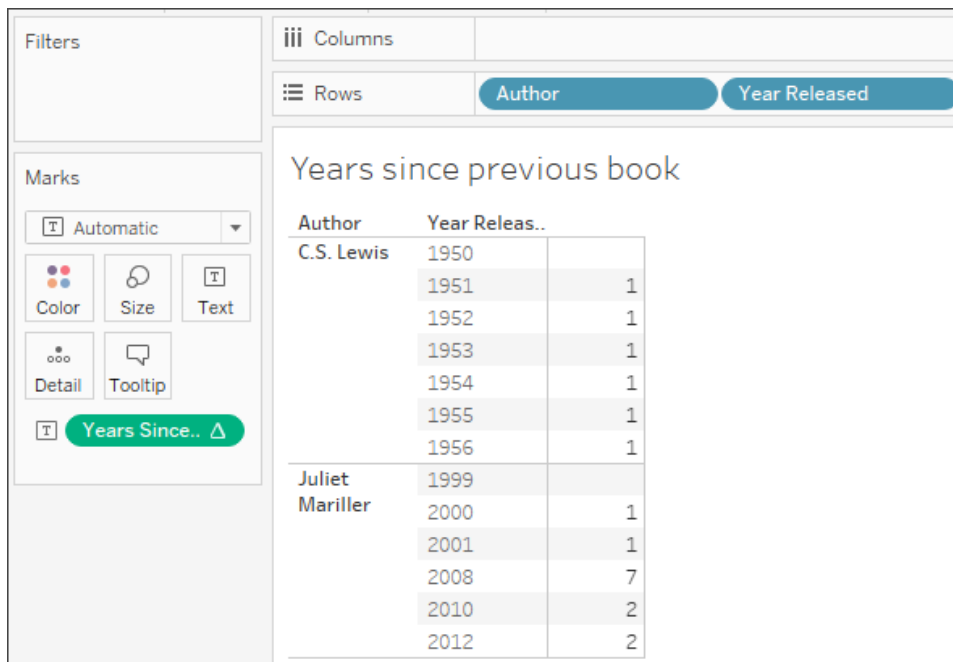 Filters
Columns
Rows Author Year Released
Marks
Automatic
Color Size Text
Detail Tooltip
Years Since.. Δ
Years since previous book
Author Year Releas..
C.S. Lewis 1950
1951 1
1952 1
1953 1
1954 1
1955 1
1956 1
Juliet 1999
Mariller
2000 1
2001 1
2008 7
2010 2
2012 2